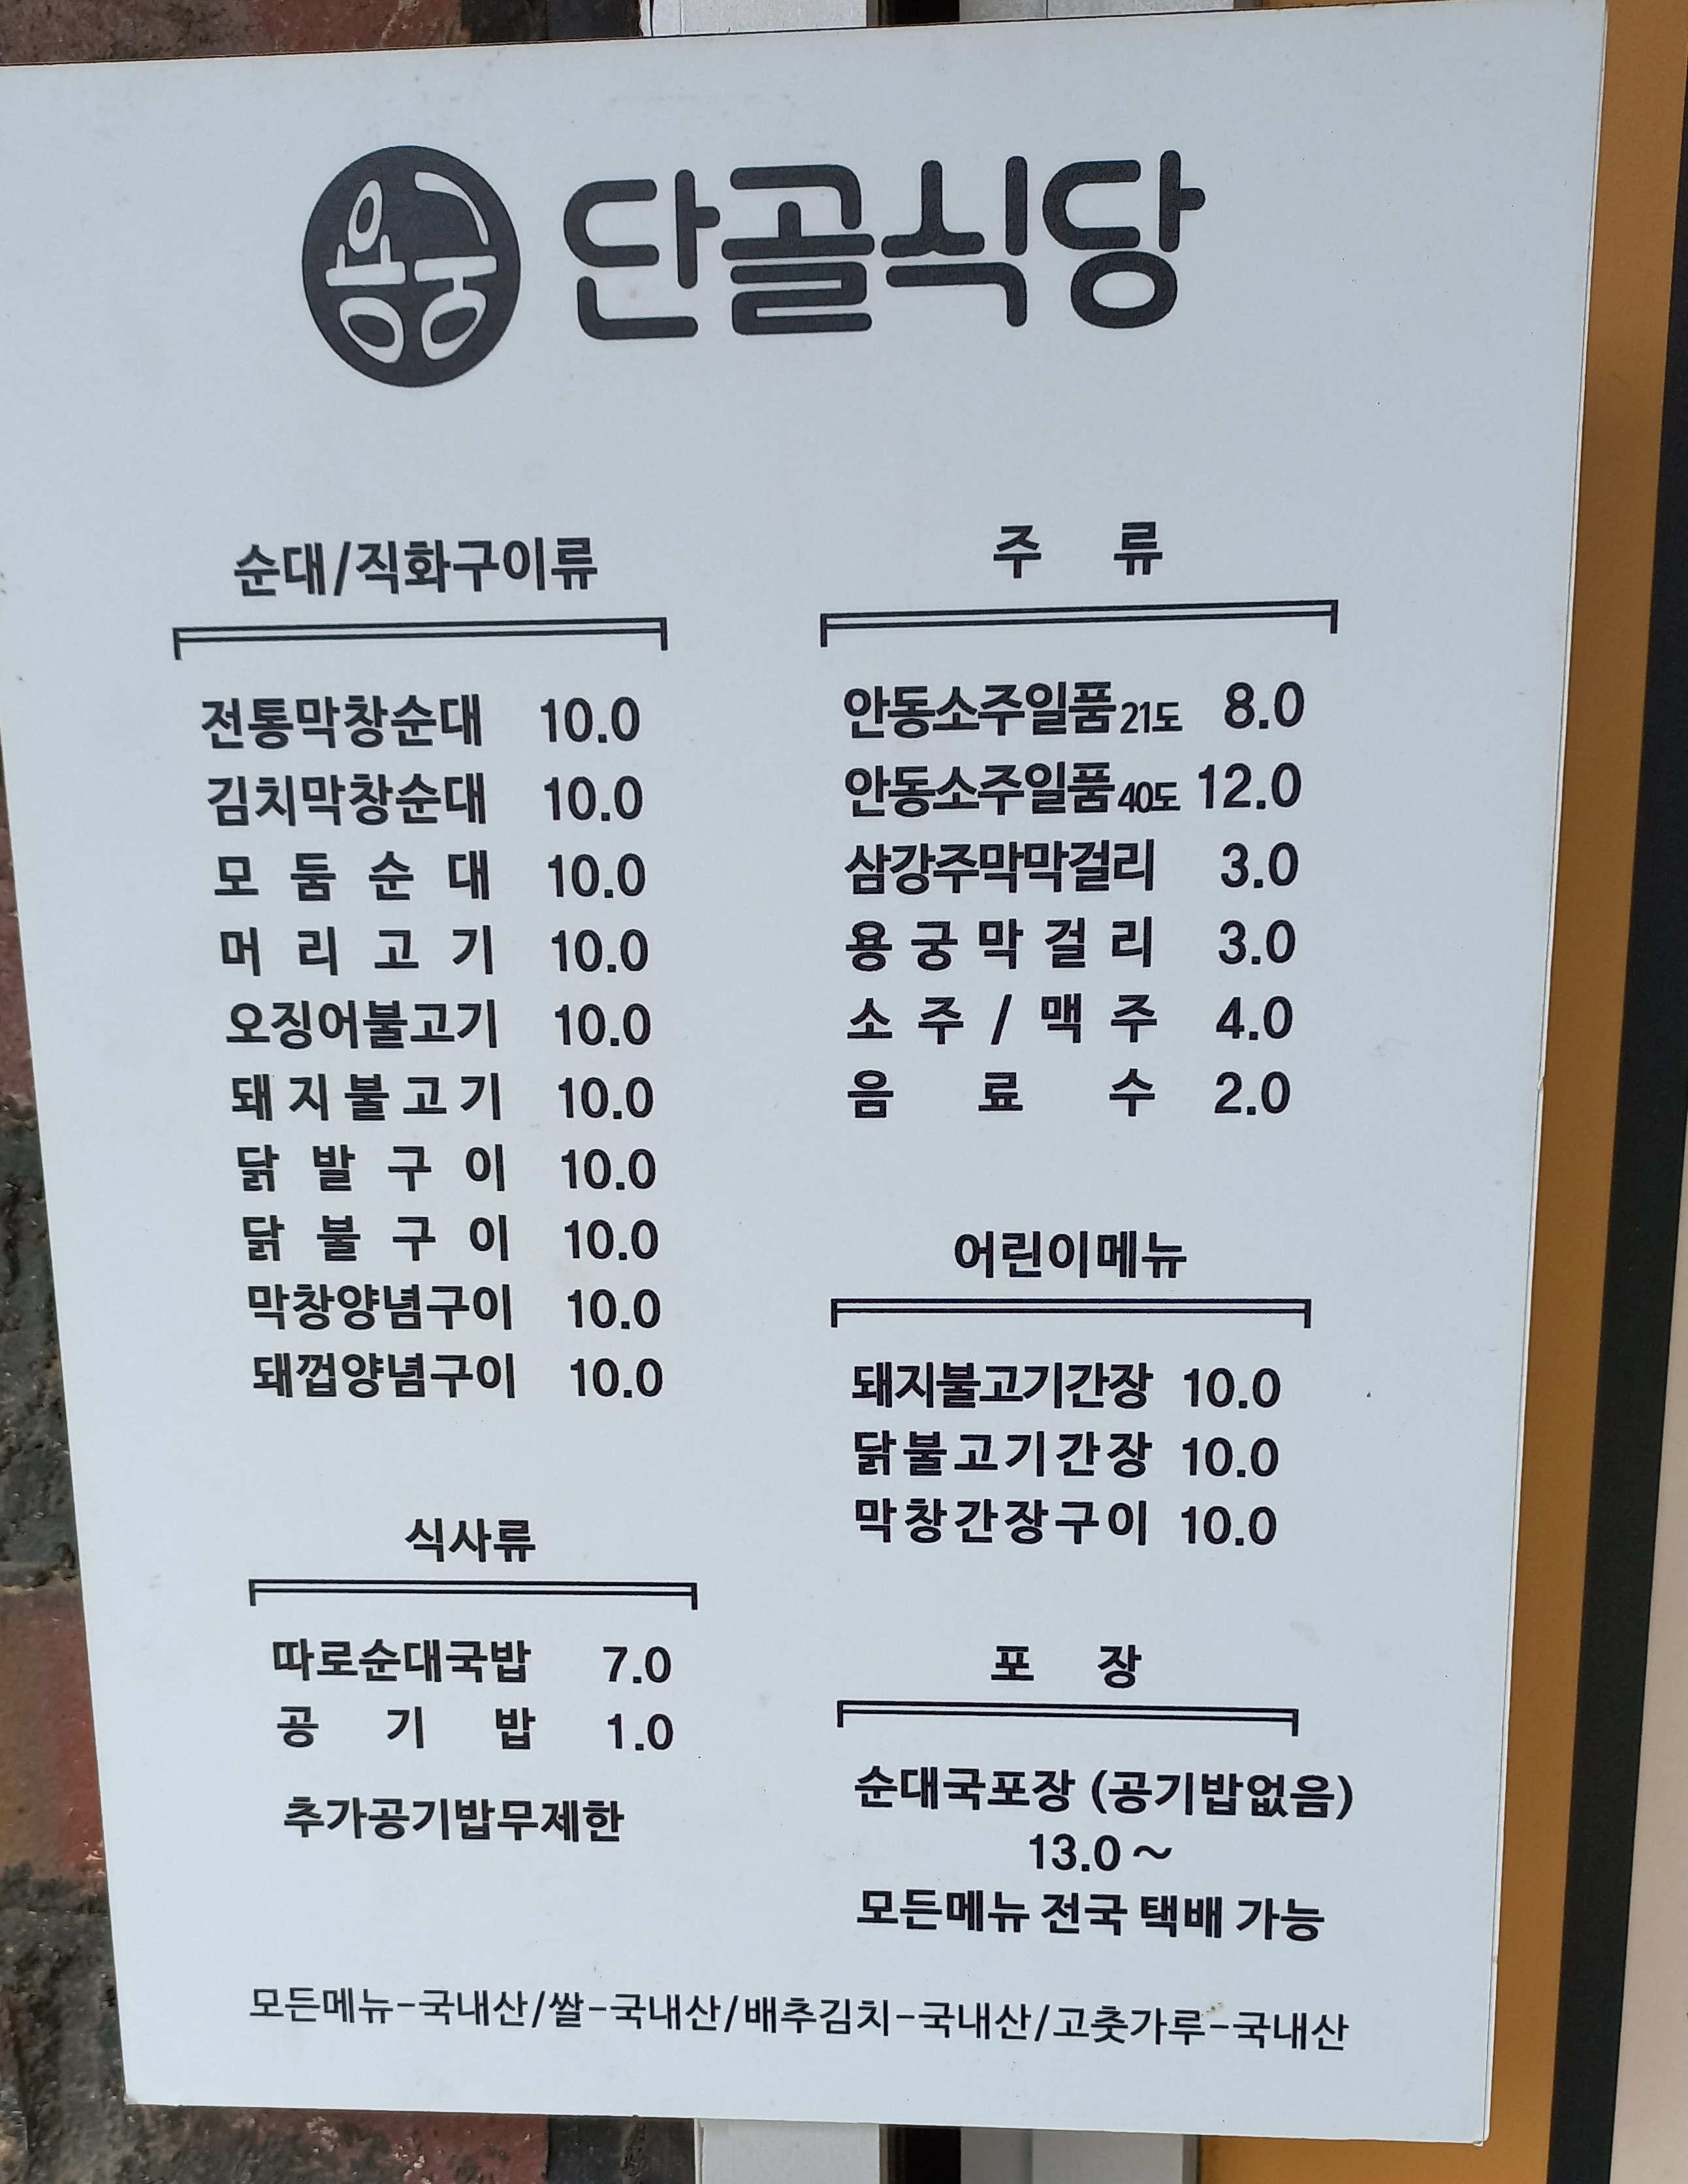 용궁 단골식당
순대/직화구이류
전통막창순대 10.0
김치막창순대 10.0
모둠순대 10.0
머리고기 10.0
오징어불고기 10.0
돼지불고기 10.0
닭발구이 10.0
닭불구이 10.0
막창양념구이 10.0
돼껍양념구이 10.0
식사류
따로순대국밥 7.0
공기밥 1.0
추가공기밥무제한
주류
안동소주일품21도 8.0
안동소주일품40도 12.0
삼강주막막걸리 3.0
용궁막걸리 3.0
소주/맥주 4.0
음료수 2.0
어린이메뉴
돼지불고기간장 10.0
닭불고기간장 10.0
막창간장구이 10.0
포장
순대국포장 (공기밥없음)
13.0~
모든메뉴 전국 택배 가능
모든메뉴-국내산/쌀-국내산/배추김치-국내산/고춧가루-국내산